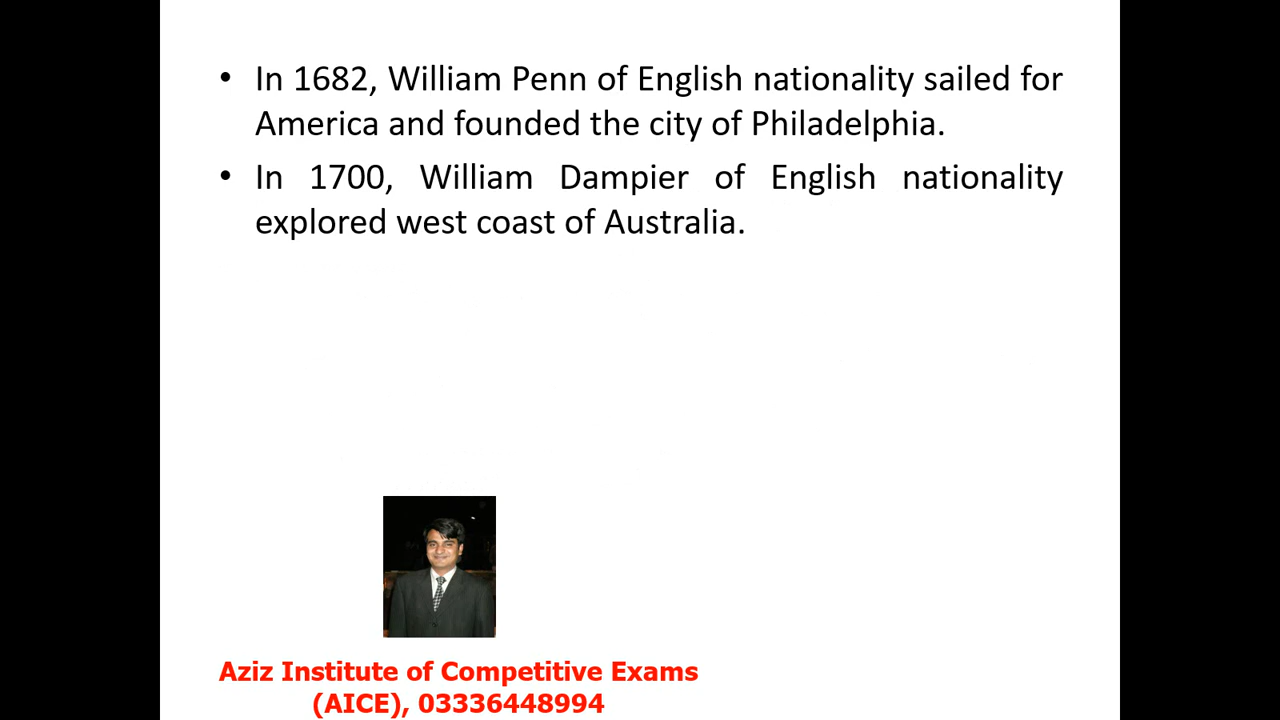 • In 1682, William Penn of English nationality sailed for
America and founded the city of Philadelphia.
• In 1700, William Dampier of English nationality
explored west coast of Australia.
Aziz Institute of Competitive Exams
(AICE), 03336448994